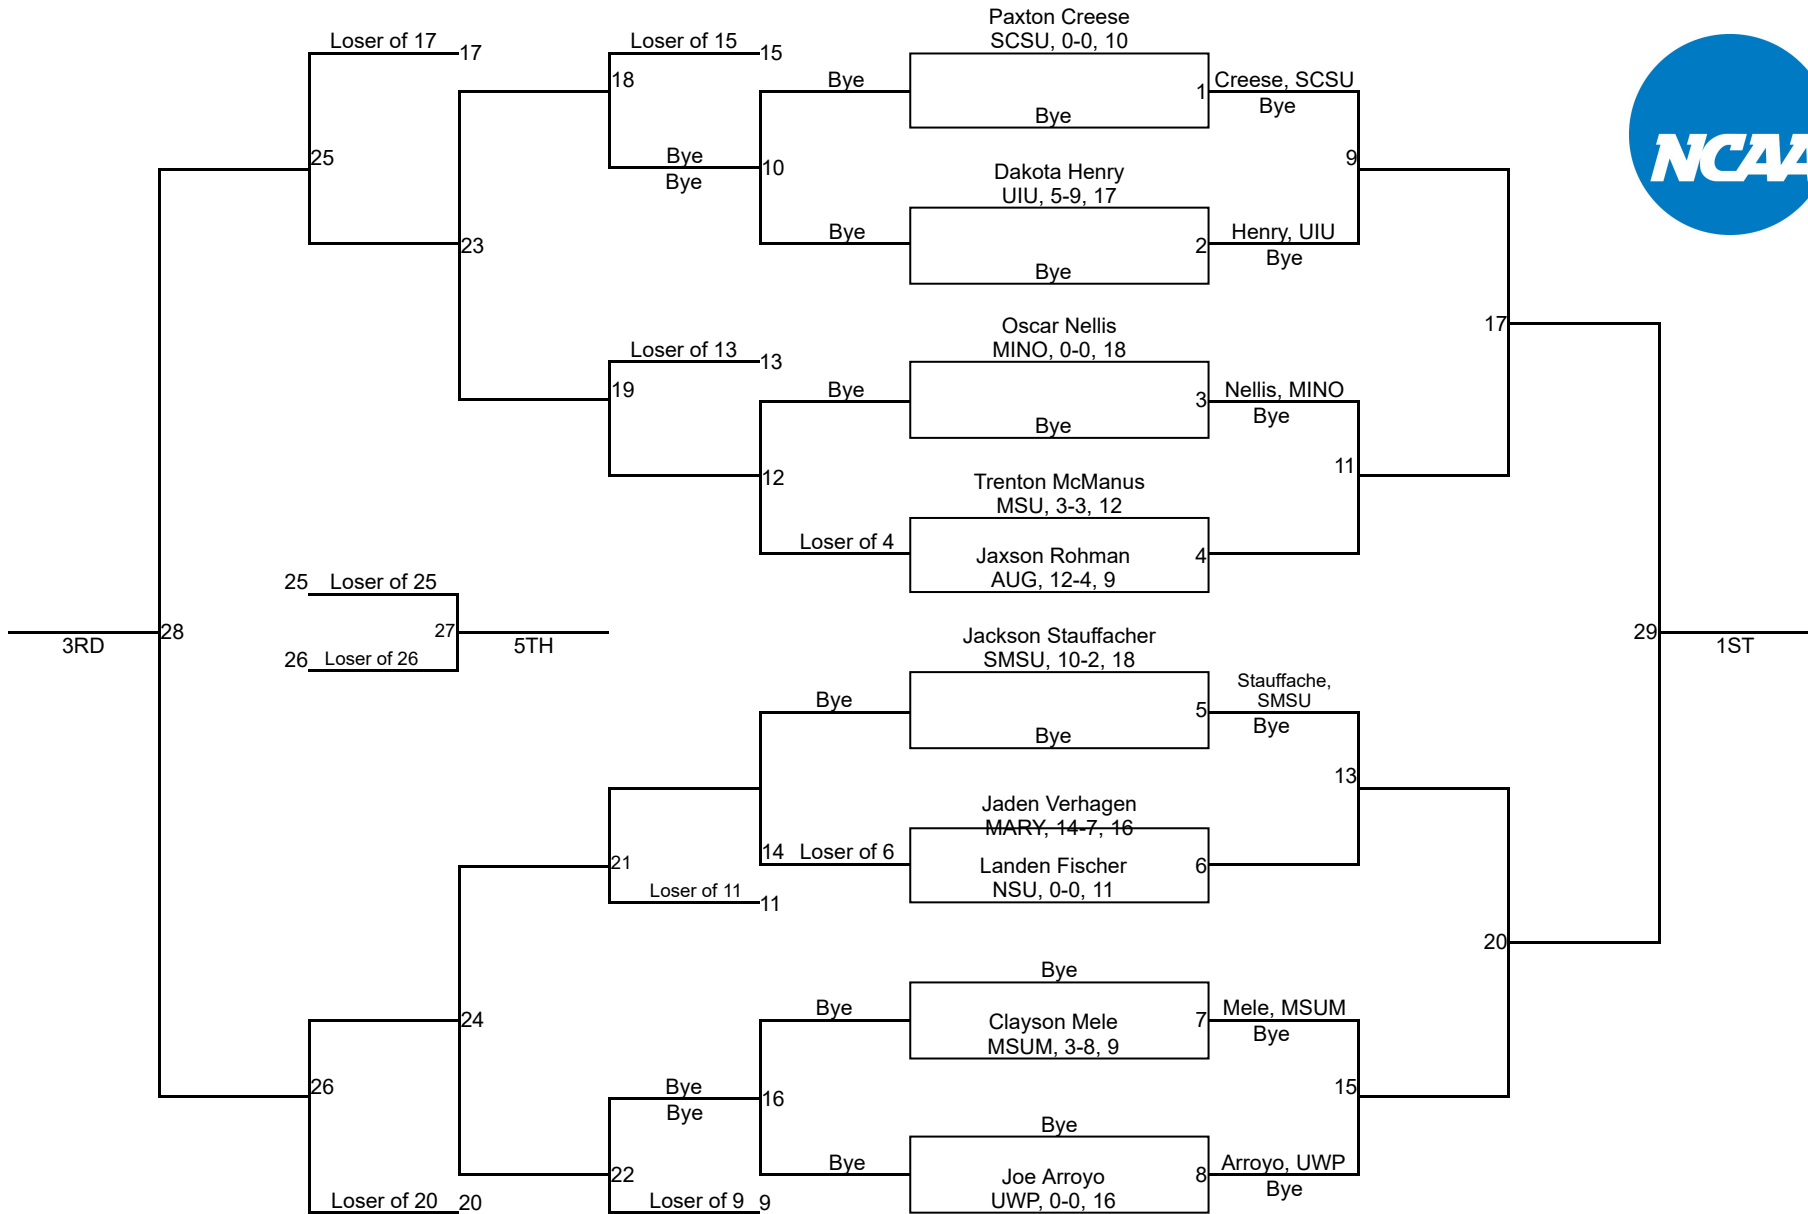 Paxton Creese
SCSU, 0-0, 10
Loser of 17
17
Loser of 15
15
18
Bye
1
Creese, SCSU
Bye
Bye
NCAA
25
Bye
Bye
10
9
Dakota Henry
UIU, 5-9, 17
23
Bye
2
Henry, UIU
Bye
Bye
17
Oscar Nellis
MINO, 0-0, 18
Loser of 13
13
19
Bye
3
Nellis, MINO
Bye
Bye
12
11
Trenton McManus
MSU, 3-3, 12
Loser of 4
Jaxson Rohman
AUG, 12-4, 9
4
25
Loser of 25
28
3RD
27
5TH
26
Loser of 26
29
1ST
Jackson Stauffacher
SMSU, 10-2, 18
Bye
5
Stauffache,
SMSU
Bye
Bye
13
Jaden Verhagen
MARY, 14-7, 16
14
Loser of 6
Landen Fischer
NSU, 0-0, 11
6
21
Loser of 11
11
20
Bye
24
Bye
Clayson Mele
MSUM, 3-8, 9
7
Mele, MSUM
Bye
26
Bye
Bye
16
15
Bye
22
Bye
Joe Arroyo
UWP, 0-0, 16
8
Arroyo, UWP
Bye
Loser of 20
20
Loser of 9
9